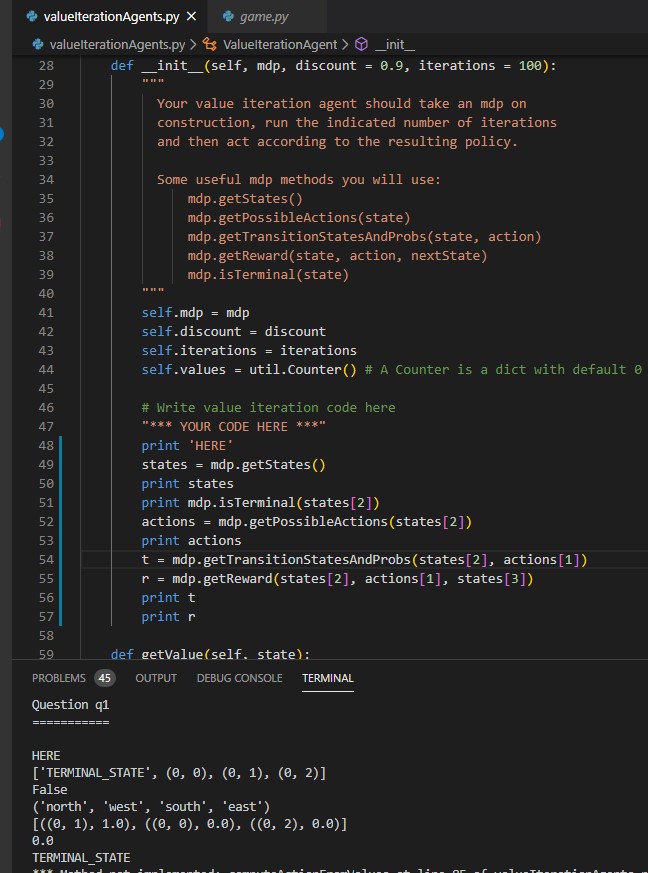 valueIterationAgents.py × game.py
valueIterationAgents.py > ValueIterationAgent > __init__
28 def __init__(self, mdp, discount = 0.9, iterations = 100):
29 """
30 Your value iteration agent should take an mdp on
31 construction, run the indicated number of iterations
32 and then act according to the resulting policy.
33
34 Some useful mdp methods you will use:
35 mdp.getStates()
36 mdp.getPossibleActions(state)
37 mdp.getTransitionStatesAndProbs(state, action)
38 mdp.getReward(state, action, nextState)
39 mdp.isTerminal(state)
40 """
41 self.mdp = mdp
42 self.discount = discount
43 self.iterations = iterations
44 self.values = util.Counter() # A Counter is a dict with default 0
45
46 # Write value iteration code here
47 "*** YOUR CODE HERE ***"
48 print 'HERE'
49 states = mdp.getStates()
50 print states
51 print mdp.isTerminal(states[2])
52 actions = mdp.getPossibleActions(states[2])
53 print actions
54 t = mdp.getTransitionStatesAndProbs(states[2], actions[1])
55 r = mdp.getReward(states[2], actions[1], states[3])
56 print t
57 print r
58
59 def getValue(self, state):
PROBLEMS 45 OUTPUT DEBUG CONSOLE TERMINAL
Question q1
===========
HERE
['TERMINAL_STATE', (0, 0), (0, 1), (0, 2)]
False
('north', 'west', 'south', 'east')
[((0, 1), 1.0), ((0, 0), 0.0), ((0, 2), 0.0)]
0.0
TERMINAL_STATE
*** Method not implemented: computeActionFromValues at line 85 of valueIterationAgents